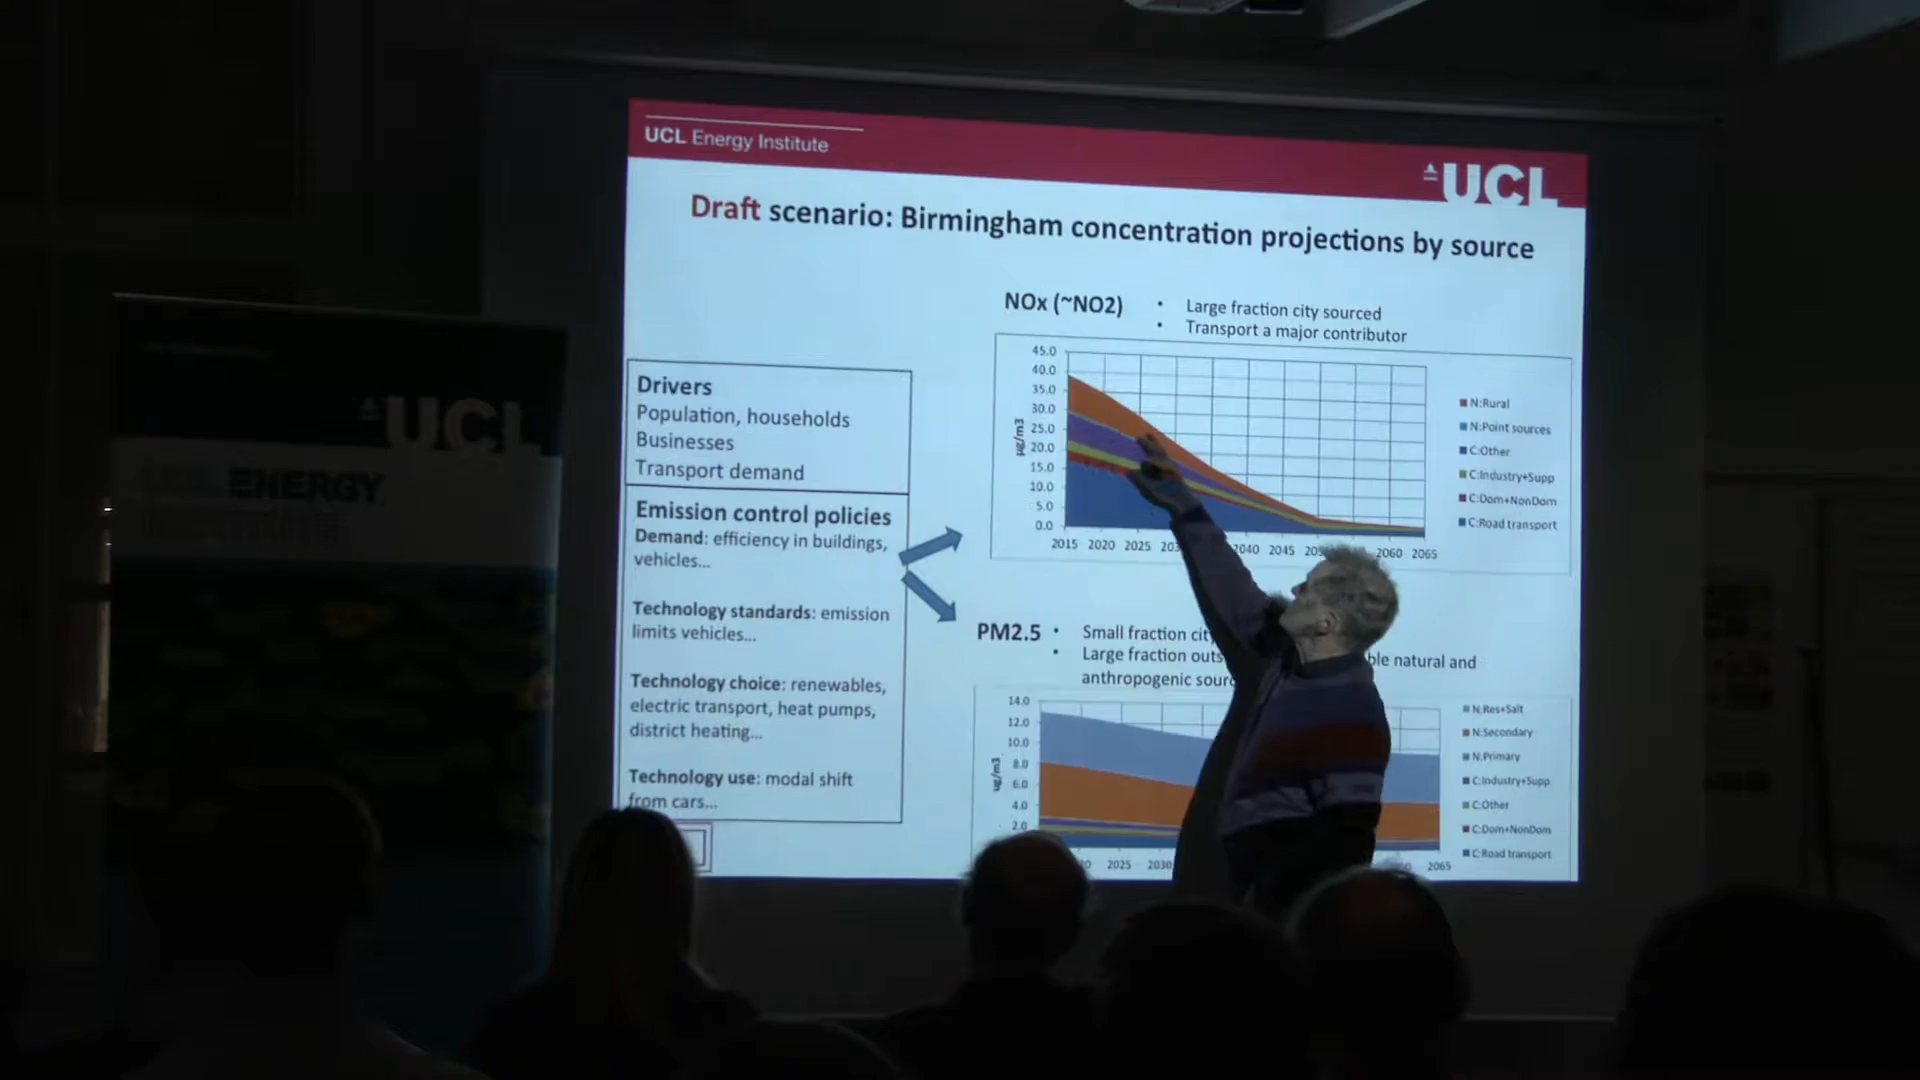 UCL Energy Institute
UCL
Draft scenario: Birmingham concentration projections by source
NOx (~NO2)
• Large fraction city sourced
• Transport a major contributor
Drivers
Population, households
Businesses
Transport demand
Emission control policies
Demand: efficiency in buildings,
vehicles...
Technology standards: emission
limits vehicles...
Technology choice: renewables,
electric transport, heat pumps,
district heating...
Technology use: modal shift
from cars...
45.0
40.0
35.0
30.0
25.0
20.0
15.0
10.0
5.0
0.0
µg/m3
2015 2020 2025 2040 2045 2060 2065
N:Rural
N:Point sources
C:Other
C:Industry+Supp
C:Dom+NonDom
C:Road transport
PM2.5
• Small fraction
• Large fraction natural and
anthropogenic
14.0
12.0
10.0
8.0
6.0
4.0
2.0
ug/m3
2025 2030 2065
N:Res+Salt
N:Secondary
N:Primary
C:Industry+Supp
C:Other
C:Dom+NonDom
C:Road transport
UCL
UCL ENERGY
INSTITUTE